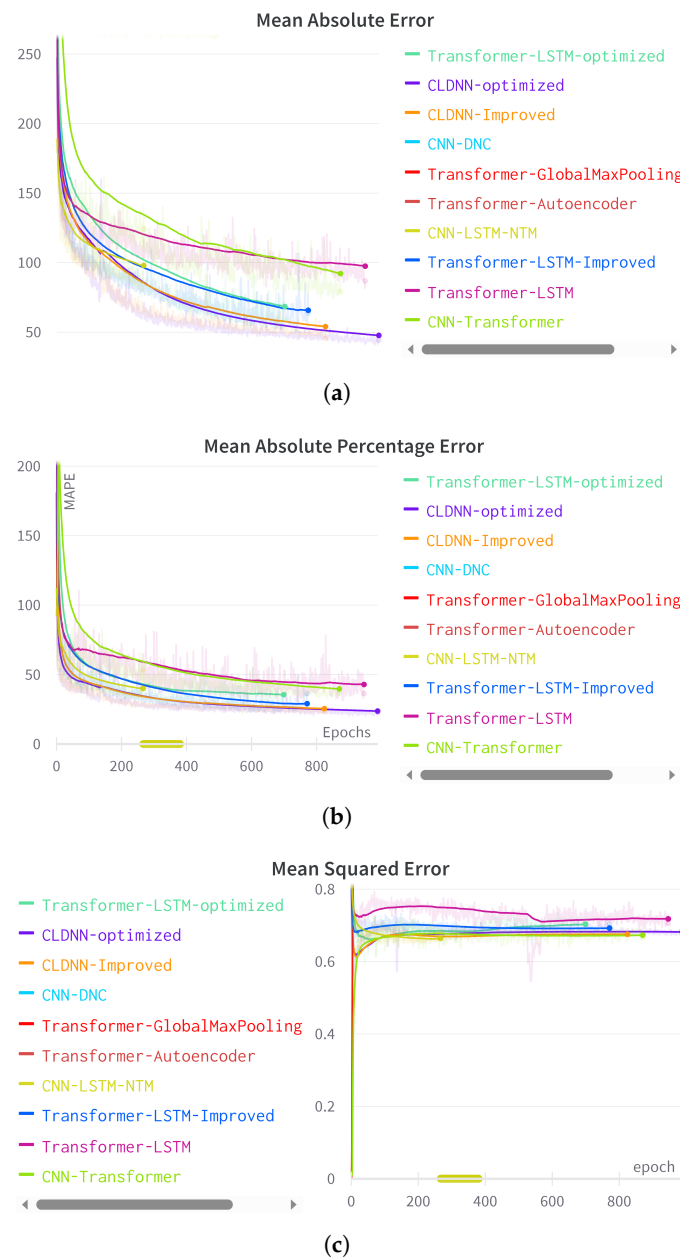 Mean Absolute Error
250
200
150
100
50
Transformer-LSTM-optimized
CLDNN-optimized
CLDNN-Improved
CNN-DNC
Transformer-GlobalMaxPooling
Transformer-Autoencoder
CNN-LSTM-NTM
Transformer-LSTM-Improved
Transformer-LSTM
CNN-Transformer
(a)
Mean Absolute Percentage Error
MAPE
200
150
100
50
0
0 200 400 600 800
Epochs
Transformer-LSTM-optimized
CLDNN-optimized
CLDNN-Improved
CNN-DNC
Transformer-GlobalMaxPooling
Transformer-Autoencoder
CNN-LSTM-NTM
Transformer-LSTM-Improved
Transformer-LSTM
CNN-Transformer
(b)
Mean Squared Error
Transformer-LSTM-optimized
CLDNN-optimized
CLDNN-Improved
CNN-DNC
Transformer-GlobalMaxPooling
Transformer-Autoencoder
CNN-LSTM-NTM
Transformer-LSTM-Improved
Transformer-LSTM
CNN-Transformer
0.8
0.6
0.4
0.2
0
epoch
0 200 400 600 800
(c)